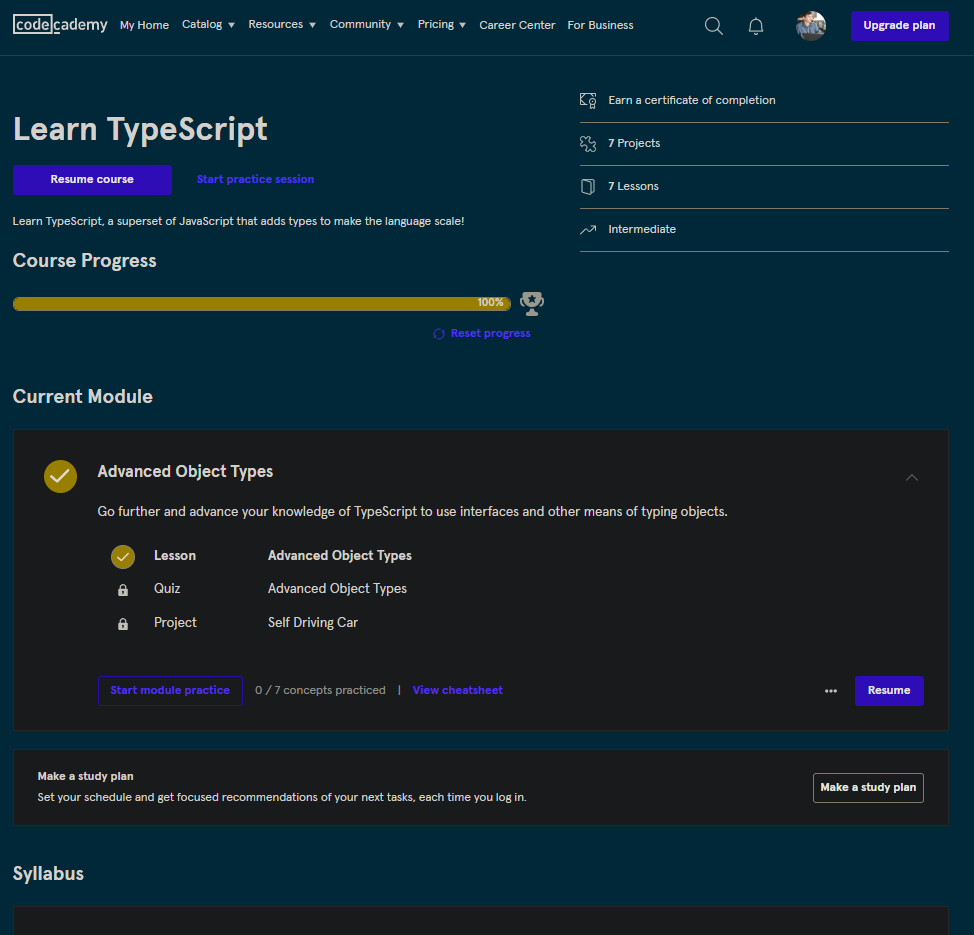 codecademy My Home Catalog Resources Community Pricing Career Center For Business Upgrade plan
Learn TypeScript
Resume course Start practice session
Learn TypeScript, a superset of JavaScript that adds types to make the language scale!
Earn a certificate of completion
7 Projects
7 Lessons
Intermediate
Course Progress
100%
Reset progress
Current Module
Advanced Object Types
Go further and advance your knowledge of TypeScript to use interfaces and other means of typing objects.
Lesson Advanced Object Types
Quiz Advanced Object Types
Project Self Driving Car
Start module practice 0 / 7 concepts practiced | View cheatsheet ••• Resume
Make a study plan
Set your schedule and get focused recommendations of your next tasks, each time you log in.
Make a study plan
Syllabus